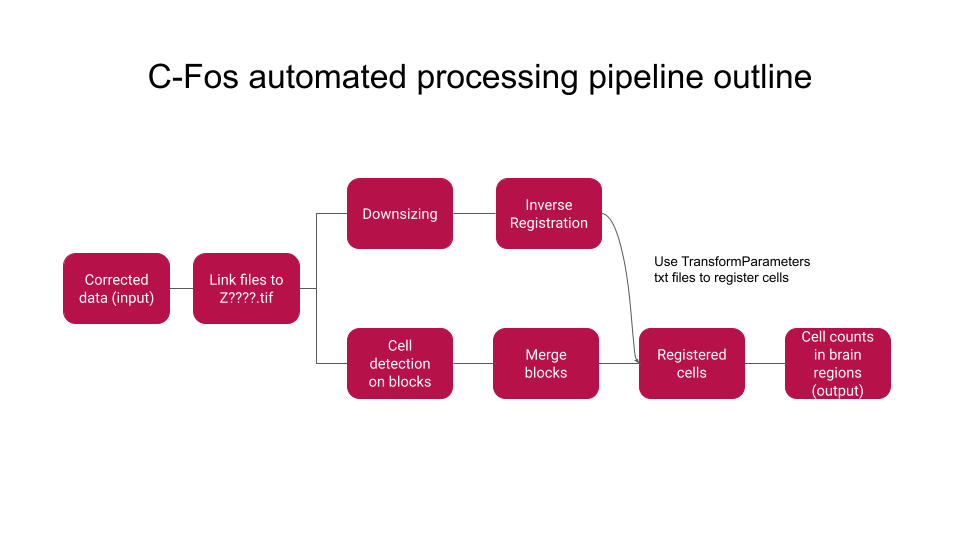 C-Fos automated processing pipeline outline
Downsizing
Inverse
Registration
Corrected
data (input)
Link files to
Z????.tif
Use TransformParameters
txt files to register cells
Cell
detection
on blocks
Merge
blocks
Registered
cells
Cell counts
in brain
regions
(output)